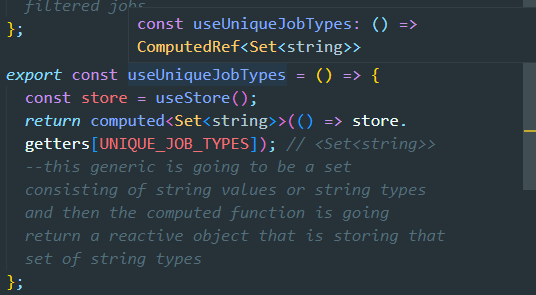 filtered jobs
};
const useUniqueJobTypes: () =>
ComputedRef<Set<string>>
export const useUniqueJobTypes = () => {
const store = useStore();
return computed<Set<string>>(() => store.
getters[UNIQUE_JOB_TYPES]); // <Set<string>>
--this generic is going to be a set
consisting of string values or string types
and then the computed function is going
return a reactive object that is storing that
set of string types
};